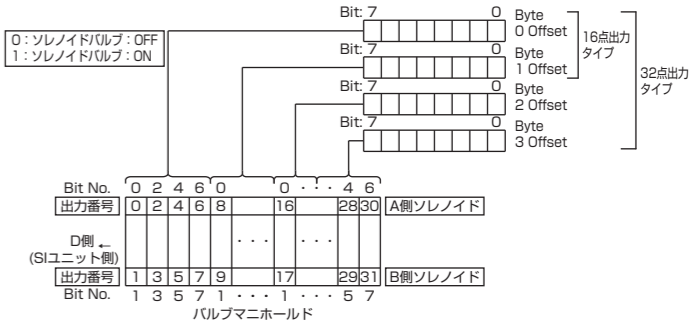 Bit: 7 0 Byte
0 Offset
0：ソレノイドバルブ：OFF
1：ソレノイドバルブ：ON
Bit: 7 0 Byte
1 Offset
16点出力
タイプ
Bit: 7 0 Byte
2 Offset
32点出力
タイプ
Bit: 7 0 Byte
3 Offset
Bit No. 0 2 4 6 0 0 ・・・ 4 6
出力番号 0 2 4 6 8 16 28 30 A側ソレノイド
D側 ←
(SIユニット側)
・・・ ・・・
出力番号 1 3 5 7 9 17 29 31 B側ソレノイド
Bit No. 1 3 5 7 1 ・・・ 1 ・・・ 5 7
バルブマニホールド